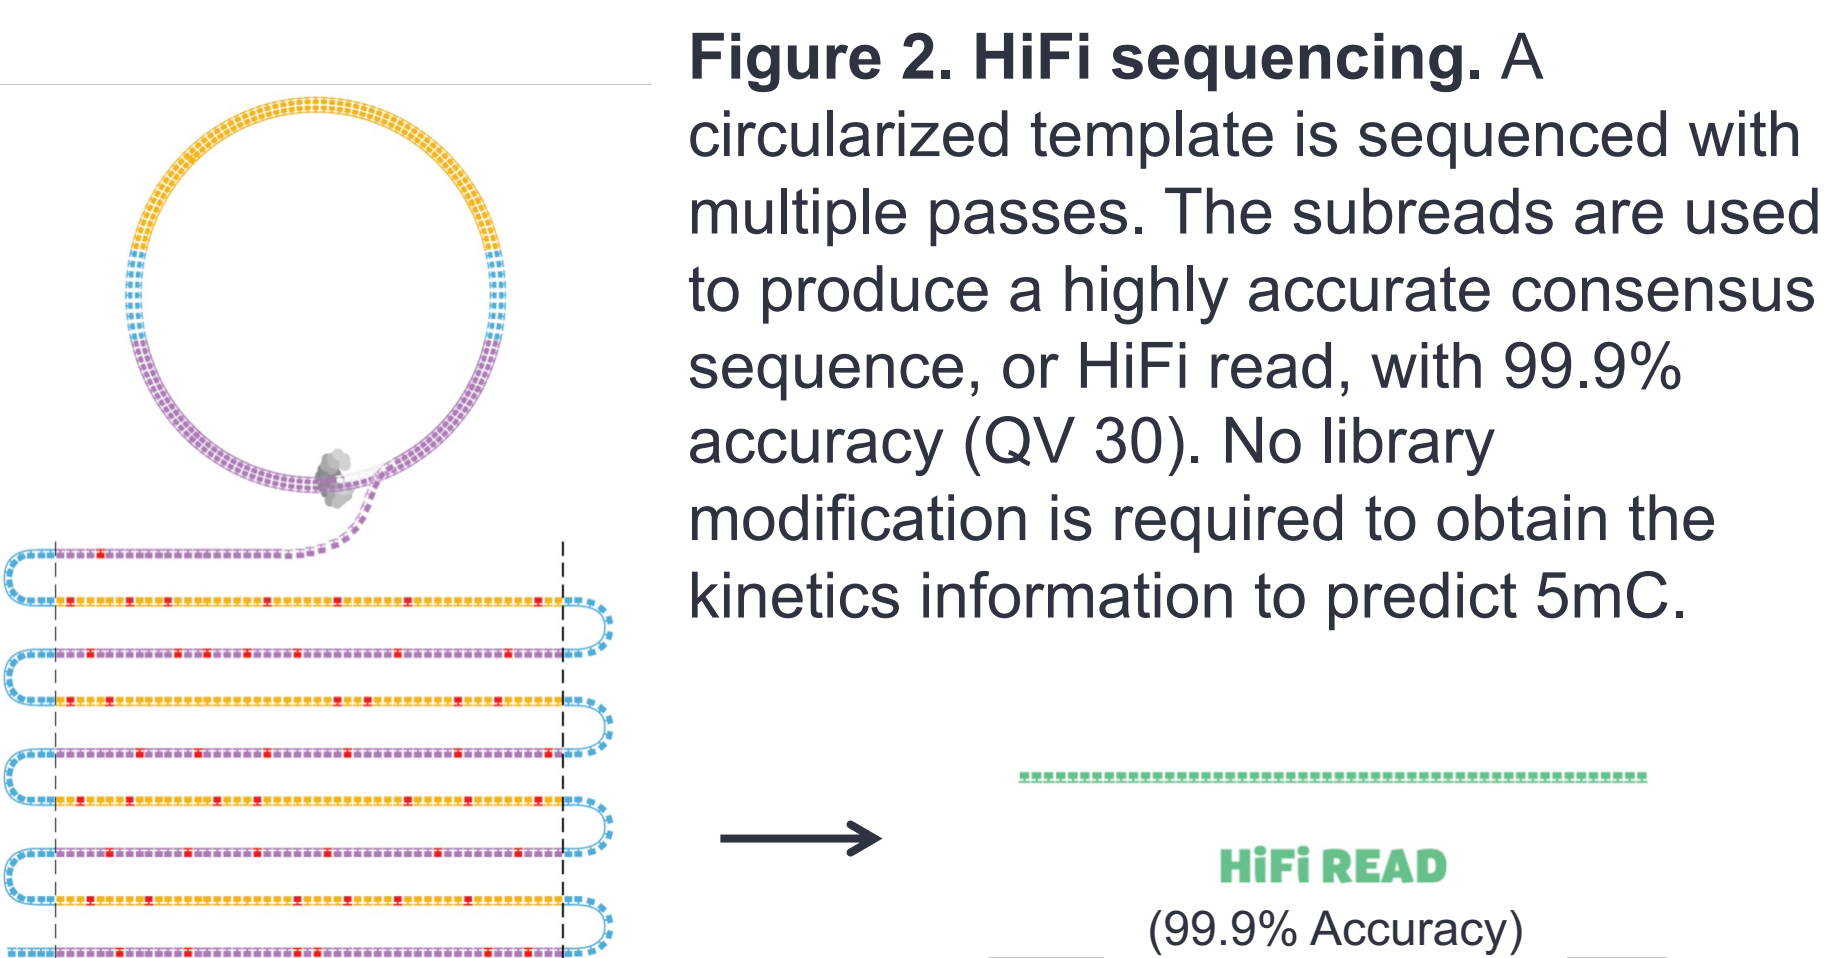 Figure 2. HiFi sequencing. A
circularized template is sequenced with
multiple passes. The subreads are used
to produce a highly accurate consensus
sequence, or HiFi read, with 99.9%
accuracy (QV 30). No library
modification is required to obtain the
kinetics information to predict 5mC.
HiFi READ
(99.9% Accuracy)